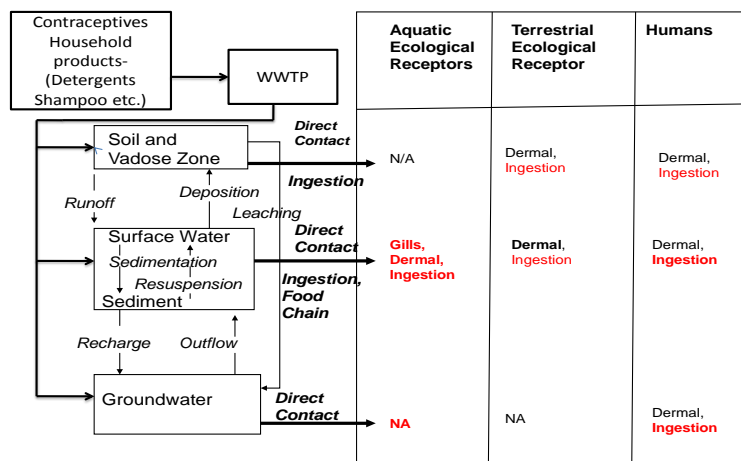 Contraceptives
Household
products-
(Detergents
Shampoo etc.)
WWTP
Aquatic
Ecological
Receptors
Terrestrial
Ecological
Receptor
Humans
Soil and
Vadose Zone
Direct
Contact
Ingestion
N/A
Dermal,
Ingestion
Dermal,
Ingestion
Runoff
Deposition
Leaching
Surface Water
Sedimentation
Resuspension
Sediment
Direct
Contact
Ingestion,
Food
Chain
Gills,
Dermal,
Ingestion
Dermal,
Ingestion
Dermal,
Ingestion
Recharge
Outflow
Groundwater
Direct
Contact
NA
NA
Dermal,
Ingestion